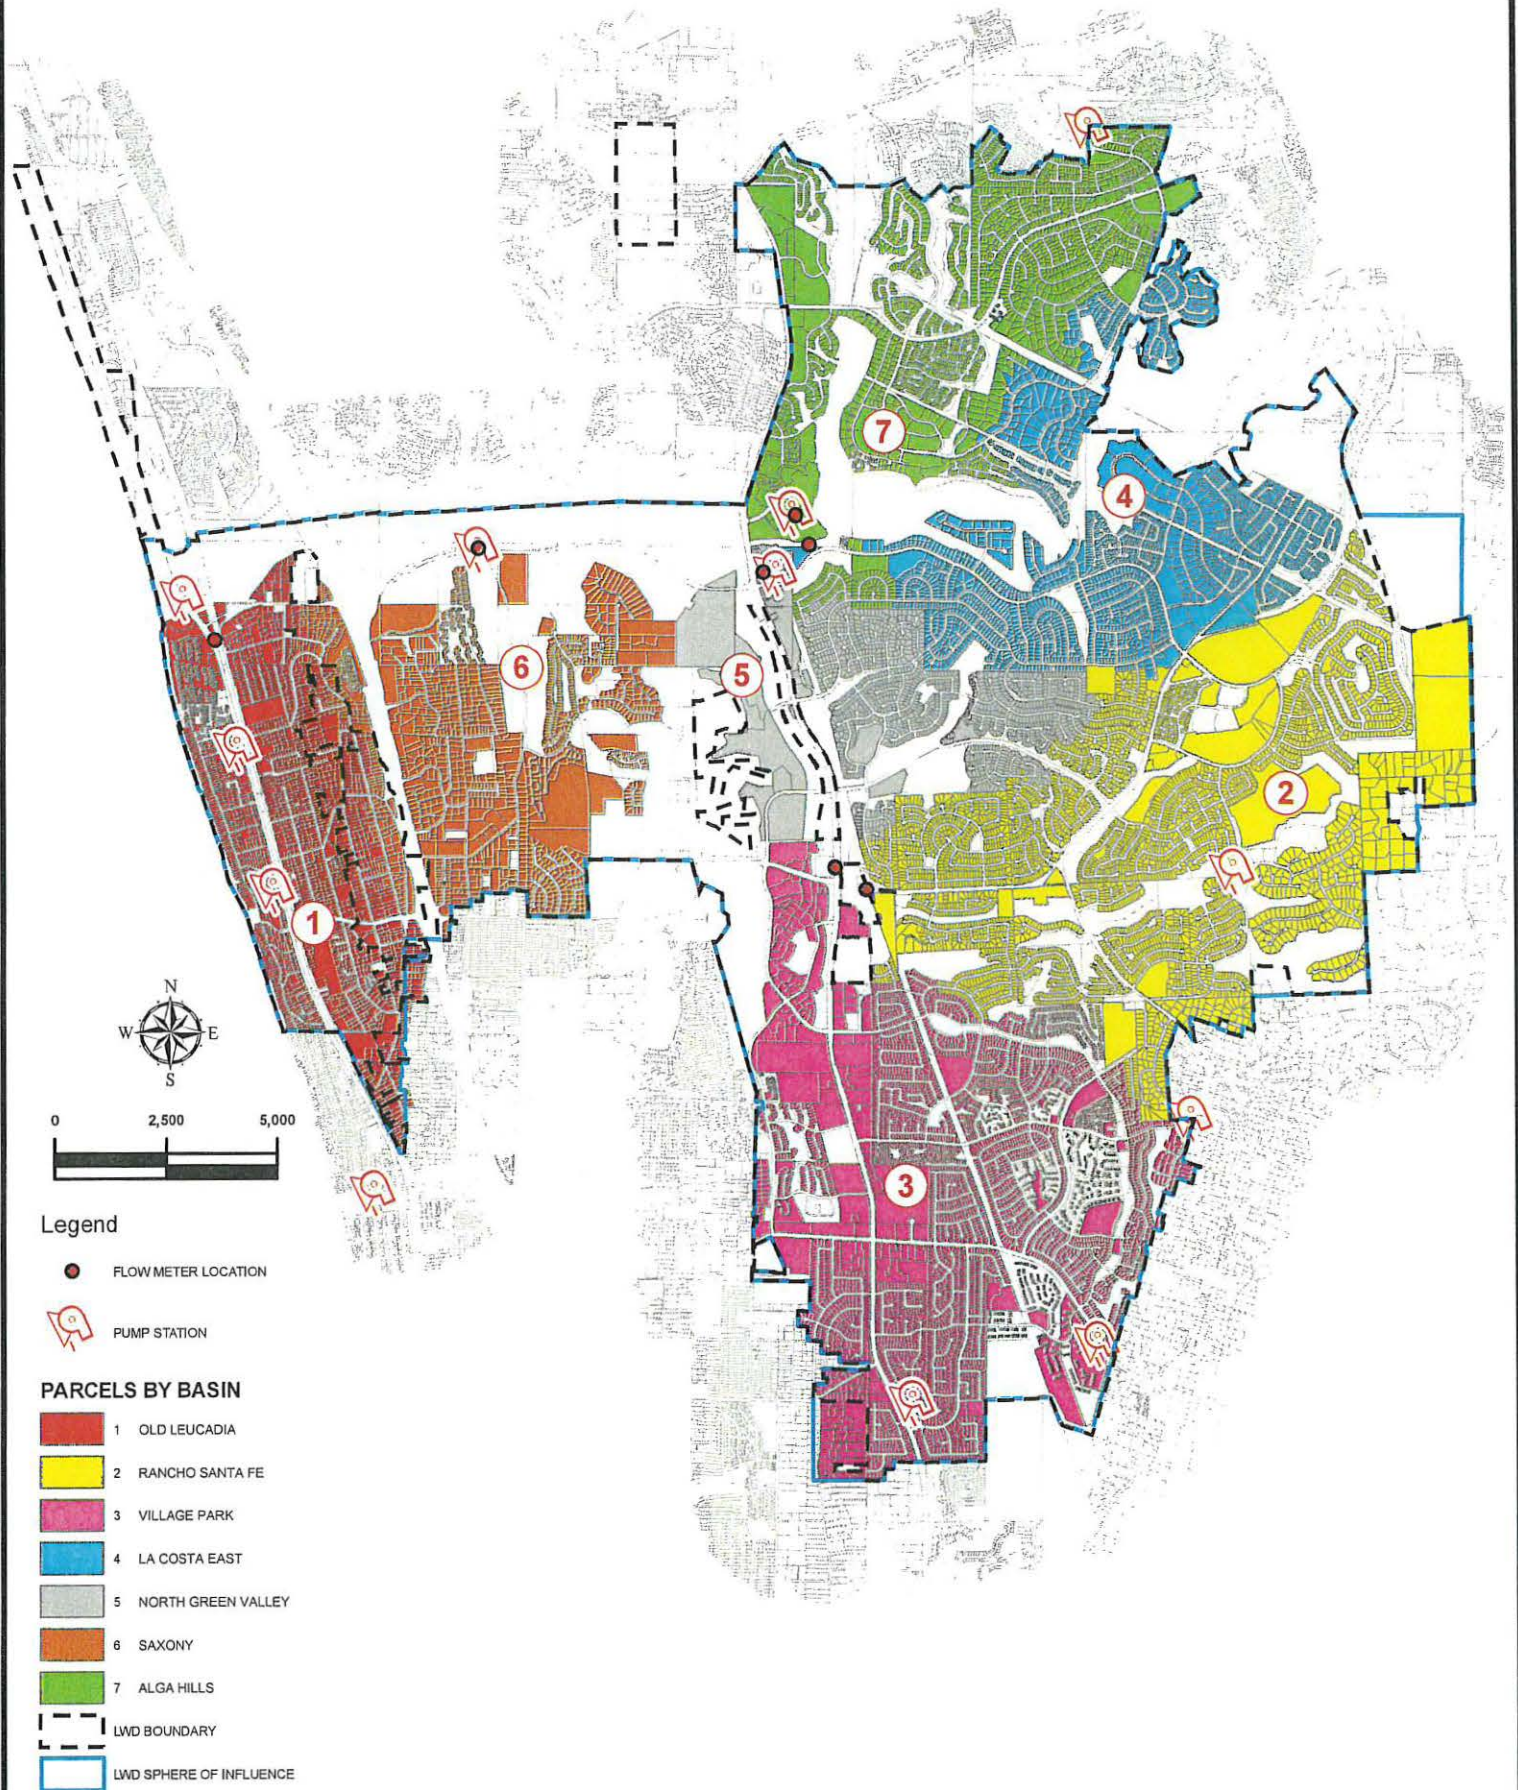 7
4
6
5
2
1
N
W E
S
0 2,500 5,000
3
Legend
FLOW METER LOCATION
PUMP STATION
PARCELS BY BASIN
1 OLD LEUCADIA
2 RANCHO SANTA FE
3 VILLAGE PARK
4 LA COSTA EAST
5 NORTH GREEN VALLEY
6 SAXONY
7 ALGA HILLS
LWD BOUNDARY
LWD SPHERE OF INFLUENCE